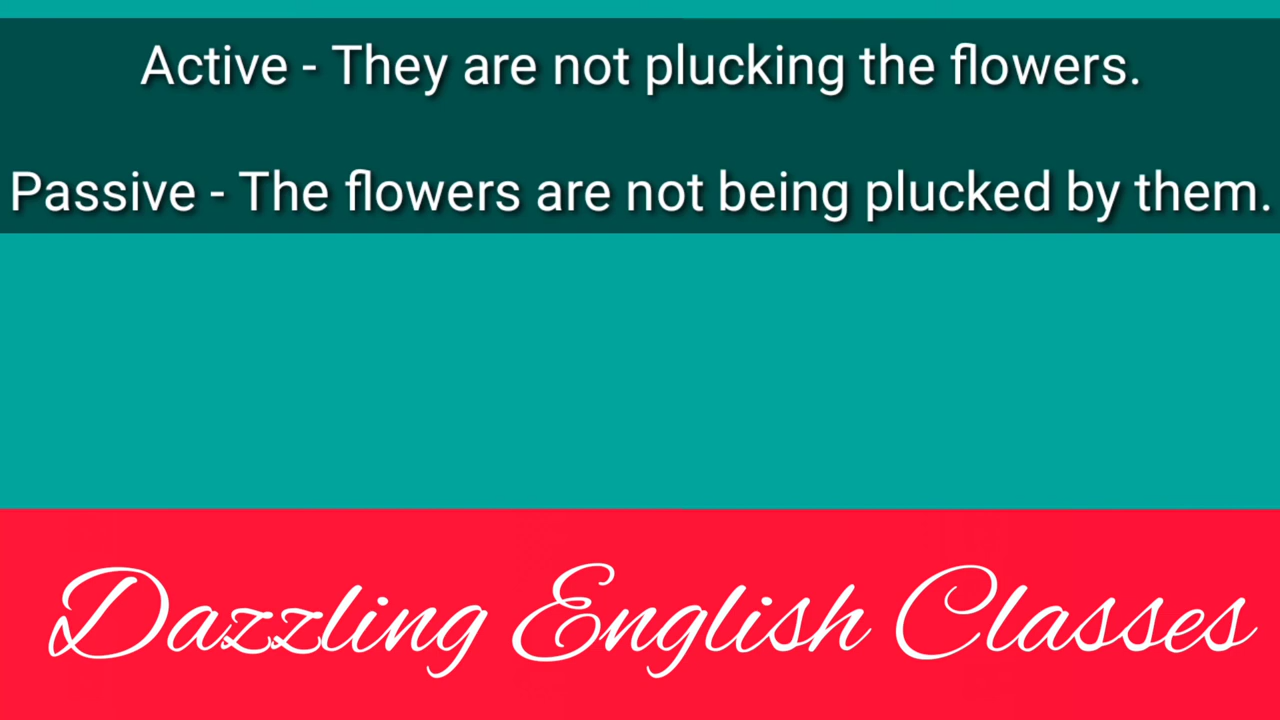 Active - They are not plucking the flowers.
Passive - The flowers are not being plucked by them.
Dazzling English Classes